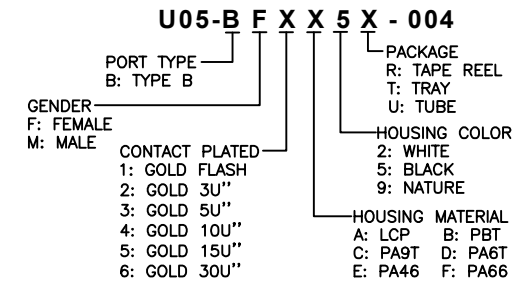 U05-B F X X 5 X - 004
PORT TYPE
B: TYPE B
GENDER
F: FEMALE
M: MALE
CONTACT PLATED
1: GOLD FLASH
2: GOLD 3U''
3: GOLD 5U''
4: GOLD 10U''
5: GOLD 15U''
6: GOLD 30U''
PACKAGE
R: TAPE REEL
T: TRAY
U: TUBE
HOUSING COLOR
2: WHITE
5: BLACK
9: NATURE
HOUSING MATERIAL
A: LCP B: PBT
C: PA9T D: PA6T
E: PA46 F: PA66